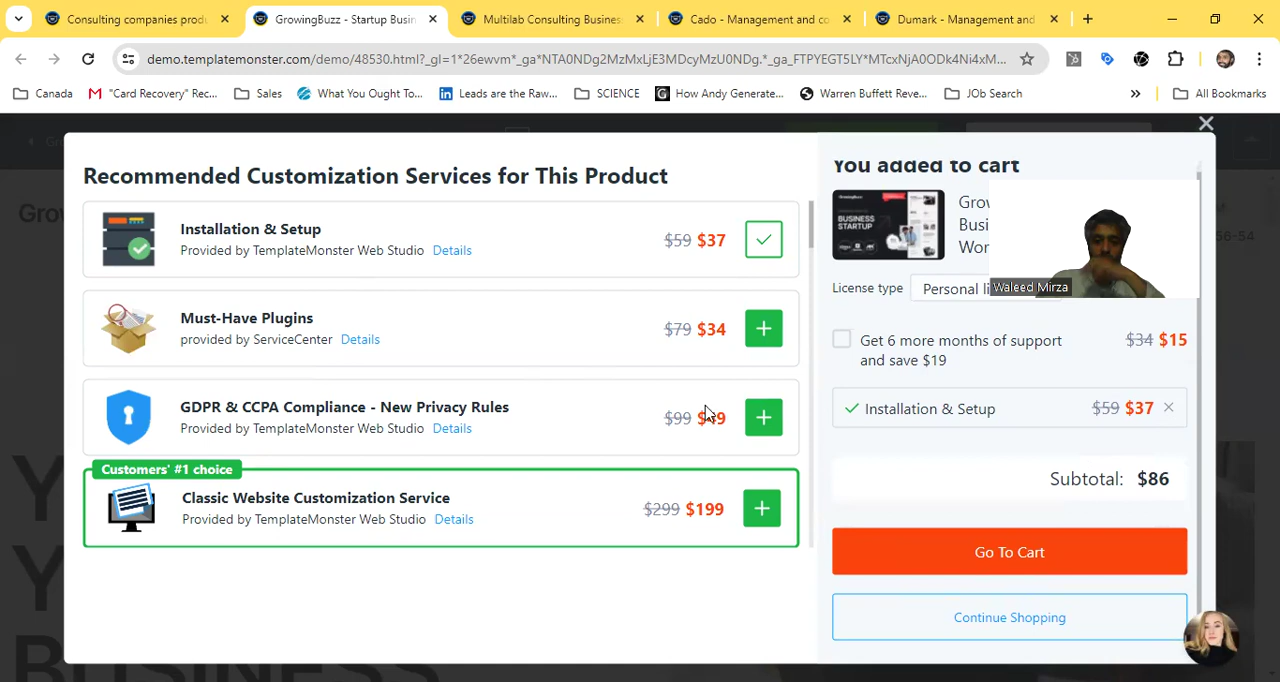 Consulting companies produ
GrowingBuzz - Startup Busin
Multilab Consulting Business
Cado - Management and co
Dumark - Management and
demo.templatemonster.com/demo/48530.html?_gl=1*26ewvm*_ga*NTA0NDg2MzMxLjE3MDcyMzU0NDg.*_ga_FTPYEGT5LY*MTcxNjA0ODk4Ni4xM...
Canada
"Card Recovery" Rec...
Sales
What You Ought To...
Leads are the Raw...
SCIENCE
How Andy Generate...
Warren Buffett Reve...
JOb Search
All Bookmarks
Recommended Customization Services for This Product
Installation & Setup
Provided by TemplateMonster Web Studio Details
$59 $37
Must-Have Plugins
provided by ServiceCenter Details
$79 $34
GDPR & CCPA Compliance - New Privacy Rules
Provided by TemplateMonster Web Studio Details
$99
Customers' #1 choice
Classic Website Customization Service
Provided by TemplateMonster Web Studio Details
$299 $199
You added to cart
GrowingBuzz
BUSINESS
STARTUP
License type
Personal li
Waleed Mirza
Get 6 more months of support
and save $19
$34 $15
Installation & Setup
$59 $37
Subtotal: $86
Go To Cart
Continue Shopping